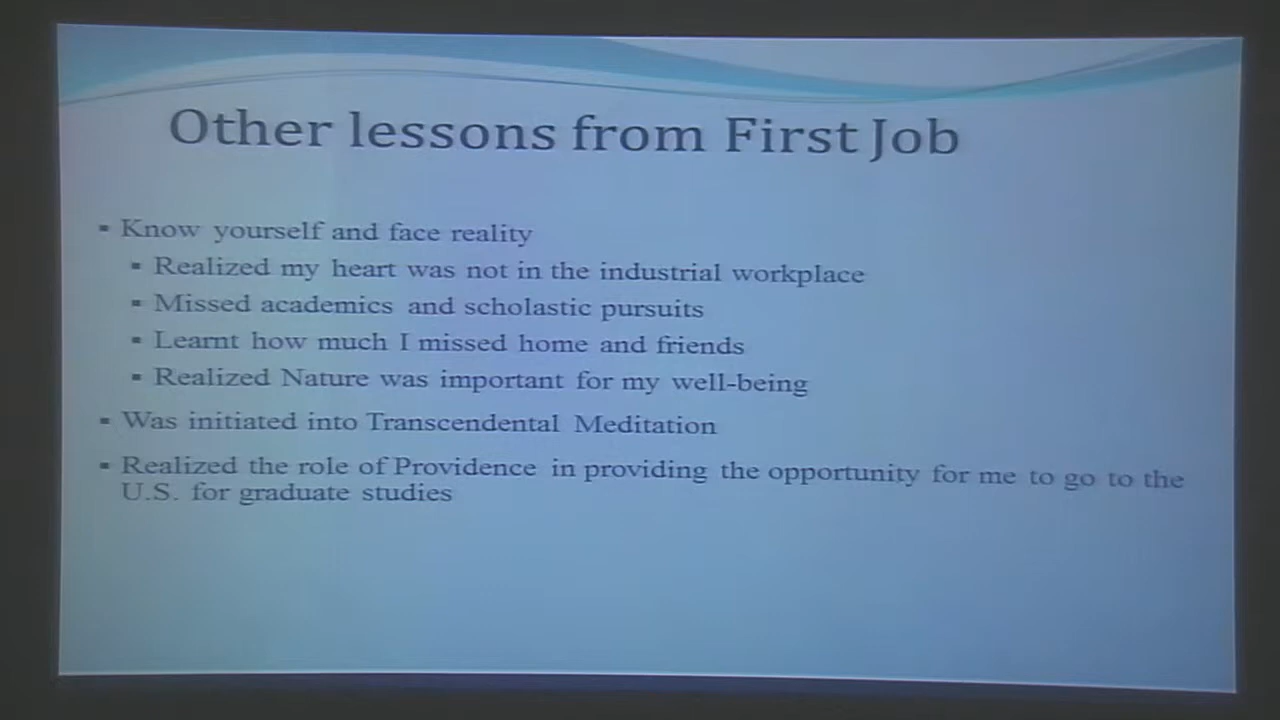 Other lessons from First Job
▪ Know yourself and face reality
▪ Realized my heart was not in the industrial workplace
▪ Missed academics and scholastic pursuits
▪ Learnt how much I missed home and friends
▪ Realized Nature was important for my well-being
▪ Was initiated into Transcendental Meditation
▪ Realized the role of Providence in providing the opportunity for me to go to the
U.S. for graduate studies